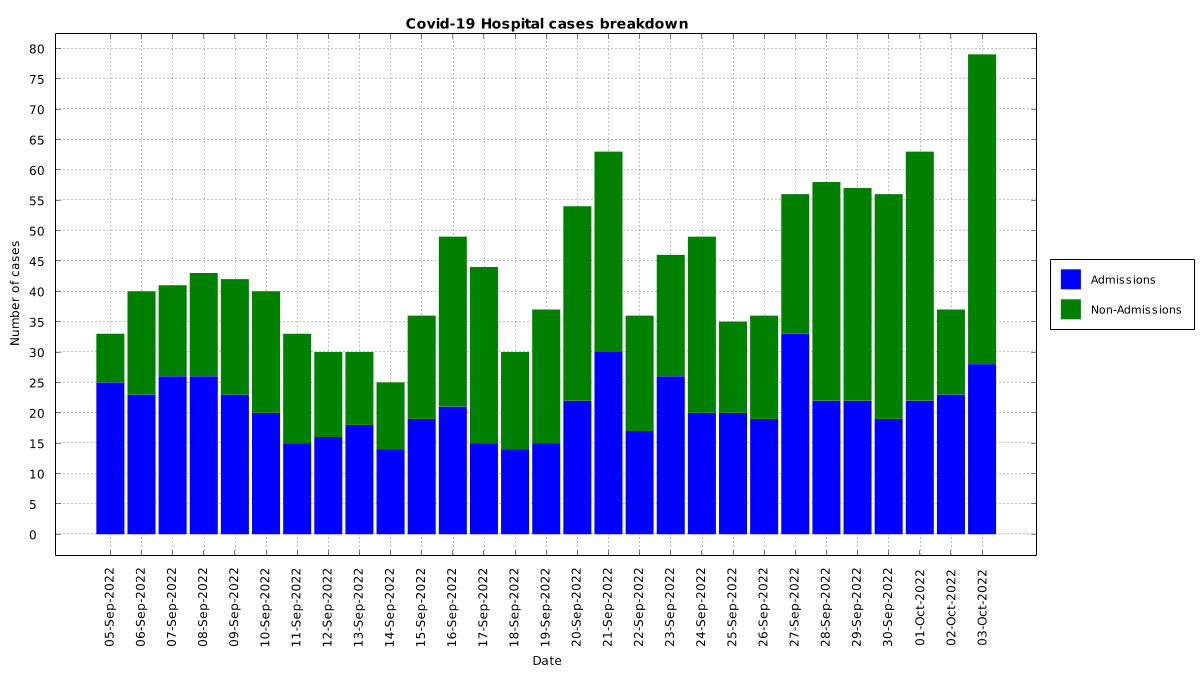 Covid-19 Hospital cases breakdown
80
75
70
65
60
55
50
45
40
35
30
25
20
15
10
5
0
Number of cases
05-Sep-2022
06-Sep-2022
07-Sep-2022
08-Sep-2022
09-Sep-2022
10-Sep-2022
11-Sep-2022
12-Sep-2022
13-Sep-2022
14-Sep-2022
15-Sep-2022
16-Sep-2022
17-Sep-2022
18-Sep-2022
19-Sep-2022
20-Sep-2022
21-Sep-2022
22-Sep-2022
23-Sep-2022
24-Sep-2022
25-Sep-2022
26-Sep-2022
27-Sep-2022
28-Sep-2022
29-Sep-2022
30-Sep-2022
01-Oct-2022
02-Oct-2022
03-Oct-2022
Date
Admissions
Non-Admissions